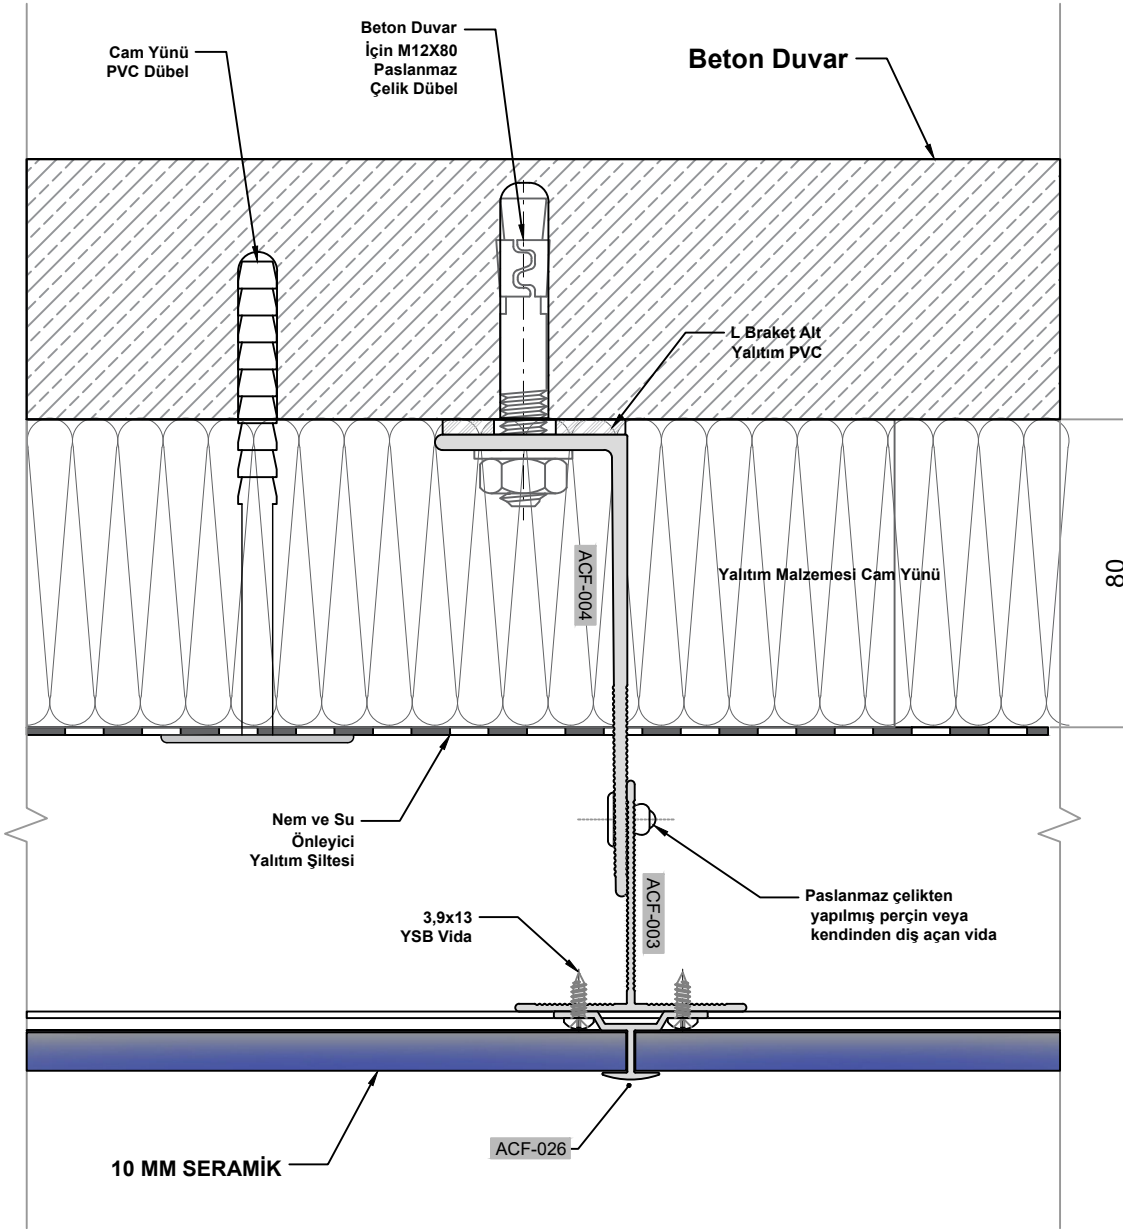 Cam Yünü
PVC Dübel
Beton Duvar
İçin M12X80
Paslanmaz
Çelik Dübel
Beton Duvar
L Braket Alt
Yalıtım PVC
ACF-004
Yalıtım Malzemesi Cam Yünü
80
Nem ve Su
Önleyici
Yalıtım Şiltesi
ACF-003
Paslanmaz çelikten
yapılmış perçin veya
kendinden diş açan vida
3,9x13
YSB Vida
ACF-026
10 MM SERAMİK